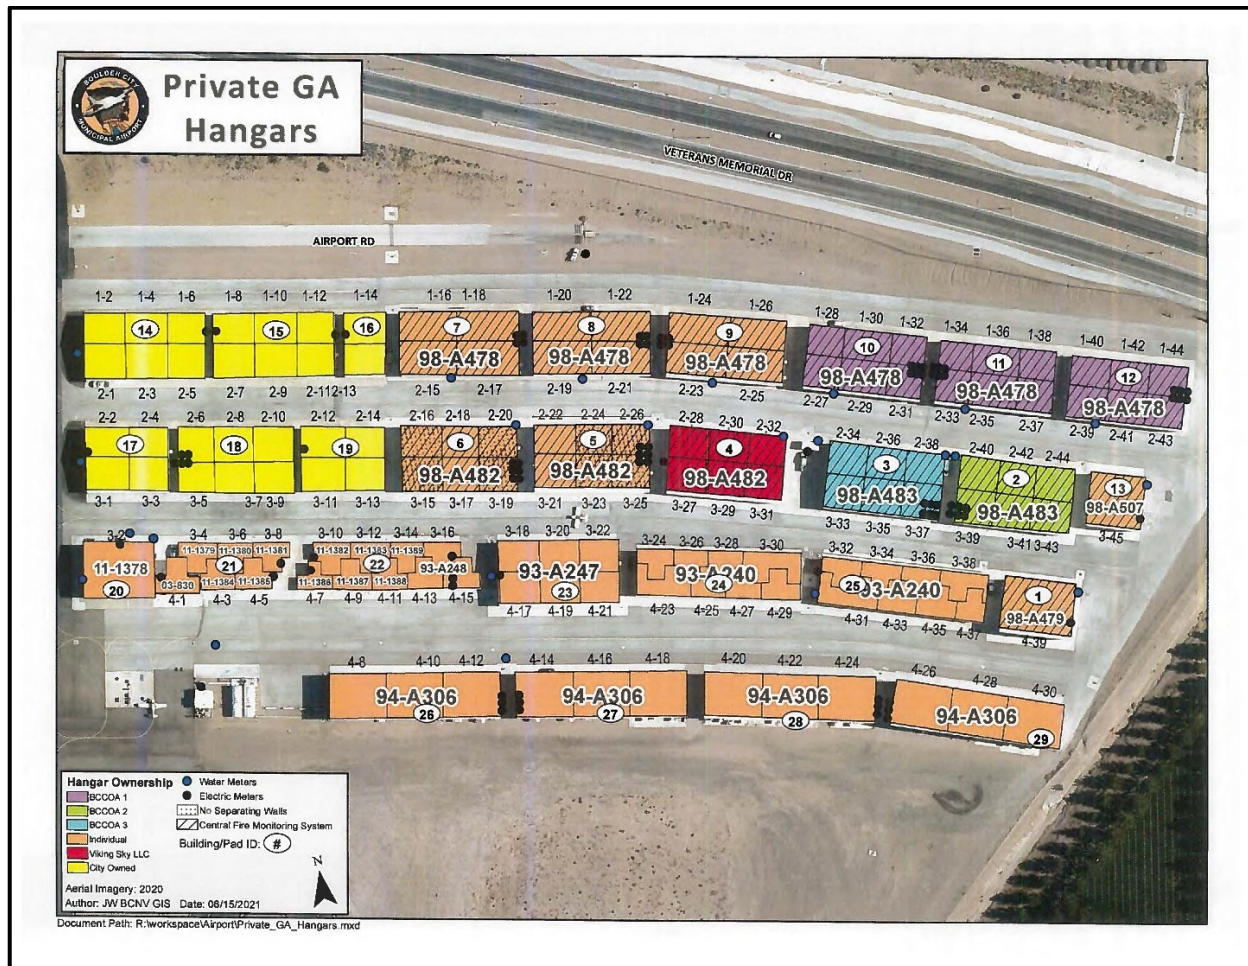 BOULDER CITY
MUNICIPAL AIRPORT
Private GA
Hangars
VETERANS MEMORIAL DR
AIRPORT RD
1-2 1-4 1-6 1-8 1-10 1-12 1-14 1-16 1-18 1-20 1-22 1-24 1-26 1-28 1-30 1-32 1-34 1-36 1-38 1-40 1-42 1-44
14 15 16 7 8 9 10 11 12
98-A478 98-A478 98-A478 98-A478 98-A478 98-A478
2-1 2-3 2-5 2-7 2-9 2-11 2-13 2-15 2-17 2-19 2-21 2-23 2-25 2-27 2-29 2-31 2-33 2-35 2-37 2-39 2-41 2-43
2-2 2-4 2-6 2-8 2-10 2-12 2-14 2-16 2-18 2-20 2-22 2-24 2-26 2-28 2-30 2-32 2-34 2-36 2-38 2-40 2-42 2-44
17 18 19 6 5 4 3 2 13
98-A482 98-A482 98-A482 98-A483 98-A483 98-A507
3-1 3-3 3-5 3-7 3-9 3-11 3-13 3-15 3-17 3-19 3-21 3-23 3-25 3-27 3-29 3-31 3-33 3-35 3-37 3-39 3-41 3-43 3-45
3-2 3-4 3-6 3-8 3-10 3-12 3-14 3-16 3-18 3-20 3-22 3-24 3-26 3-28 3-30 3-32 3-34 3-36 3-38
11-1379 11-1380 11-1381 11-1382 11-1383 11-1389
11-1378 21 22 93-A248 93-A247 93-A240 93-A240
20 03-830 11-1384 11-1385 11-1386 11-1387 11-1388 23 24 25 1
98-A479
4-1 4-3 4-5 4-7 4-9 4-11 4-13 4-15 4-17 4-19 4-21 4-23 4-25 4-27 4-29 4-31 4-33 4-35 4-37 4-39
4-8 4-10 4-12 4-14 4-16 4-18 4-20 4-22 4-24 4-26 4-28 4-30
94-A306 94-A306 94-A306 94-A306
26 27 28 29
Hangar Ownership
BCCOA 1
BCCOA 2
BCCOA 3
Individual
Viking Sky LLC
City Owned
Water Meters
Electric Meters
No Separating Walls
Central Fire Monitoring System
Building/Pad ID: #
N
Aerial Imagery: 2020
Author: JW BCNV GIS Date: 06/15/2021
Document Path: R:\workspace\Airport\Private_GA_Hangars.mxd